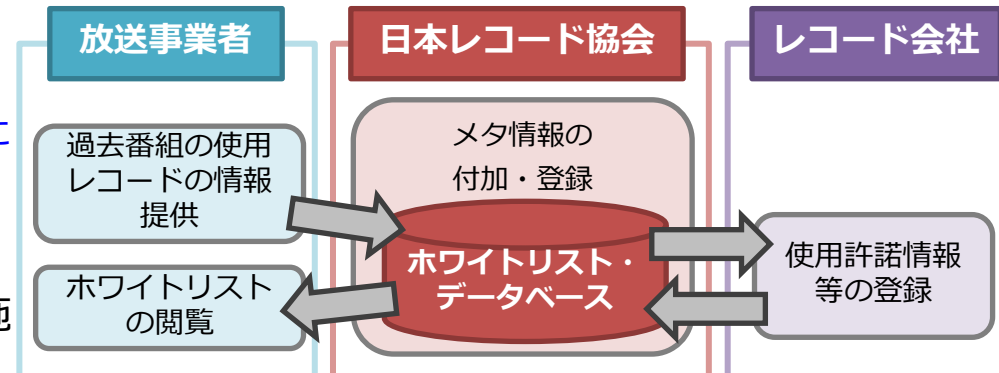 放送事業者
日本レコード協会
レコード会社
に
過去番組の使用
レコードの情報
提供
メタ情報の
付加・登録
ホワイトリスト・
データベース
使用許諾情報
等の登録
ホワイトリスト
の閲覧
施